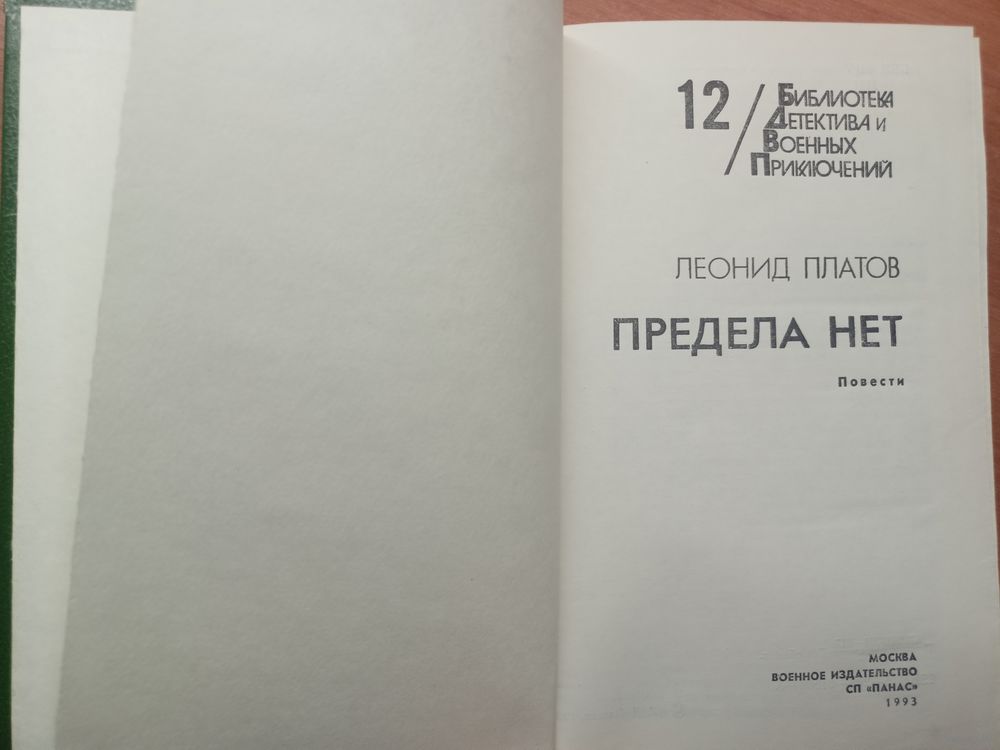 12/
БИБЛИОТЕКА
ДЕТЕКТИВА И
ВОЕННЫХ
ПРИКЛЮЧЕНИЙ
ЛЕОНИД ПЛАТОВ
ПРЕДЕЛА НЕТ
Повести
МОСКВА
ВОЕННОЕ ИЗДАТЕЛЬСТВО
СП «ПАНАС»
1993